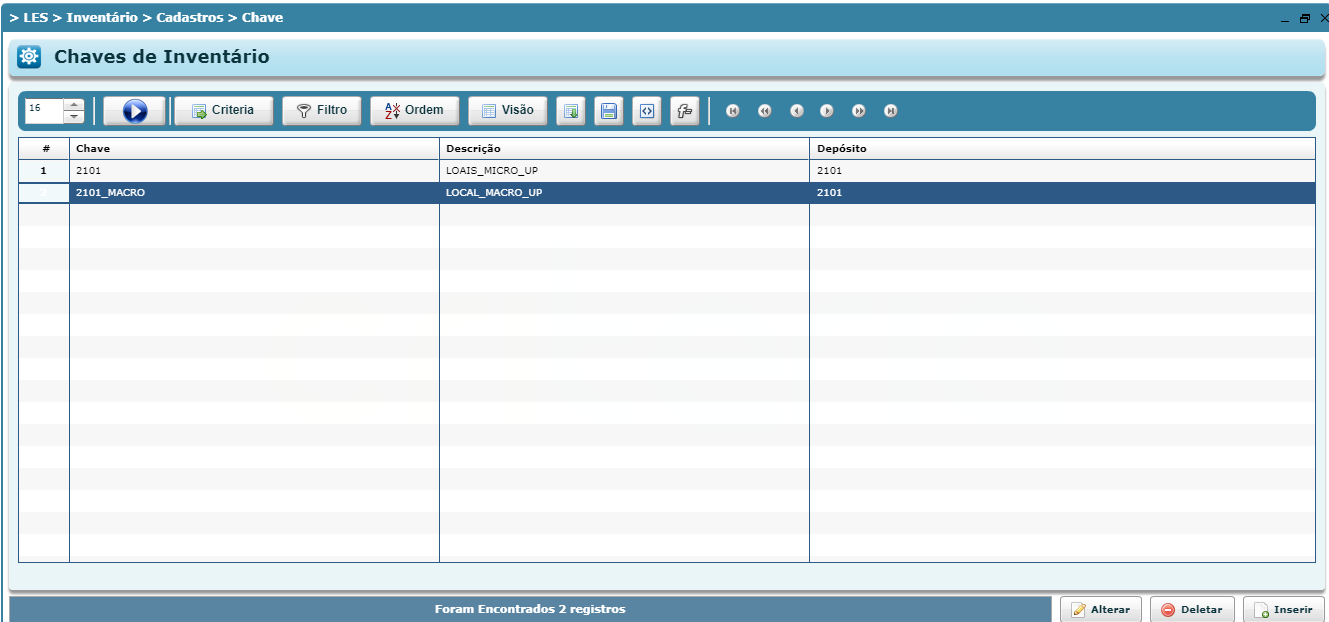 > LES > Inventário > Cadastros > Chave
Chaves de Inventário
16 Criteria Filtro Ordem Visão
# Chave Descrição Depósito
1 2101 LOAIS_MICRO_UP 2101
2101_MACRO LOCAL_MACRO_UP 2101
Foram Encontrados 2 registros Alterar Deletar Inserir